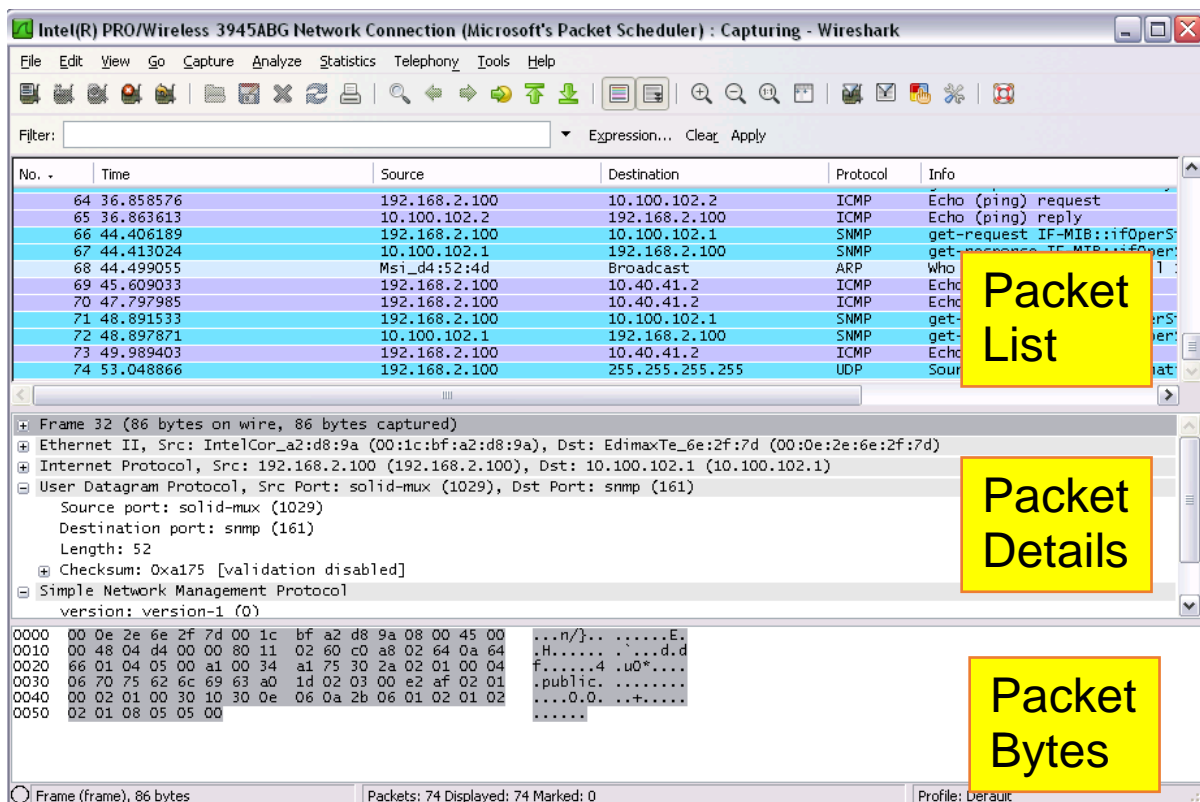 Intel(R) PRO/Wireless 3945ABG Network Connection (Microsoft's Packet Scheduler) : Capturing - Wireshark
File Edit View Go Capture Analyze Statistics Telephony Tools Help
Filter: Expression... Clear Apply
No. Time Source Destination Protocol Info
64 36.858576 192.168.2.100 10.100.102.2 ICMP Echo (ping) request
65 36.863613 10.100.102.2 192.168.2.100 ICMP Echo (ping) reply
66 44.406189 192.168.2.100 10.100.102.1 SNMP get-request IF-MIB::ifOperS
67 44.413024 10.100.102.1 192.168.2.100 SNMP get-response IF-MIB::ifOper
68 44.499055 Msi_d4:52:4d Broadcast ARP Who
69 45.609033 192.168.2.100 10.40.41.2 ICMP Echo
70 47.797985 192.168.2.100 10.40.41.2 ICMP Echo
71 48.891533 192.168.2.100 10.100.102.1 SNMP get-
72 48.897871 10.100.102.1 192.168.2.100 SNMP get-
73 49.989403 192.168.2.100 10.40.41.2 ICMP Echo
74 53.048866 192.168.2.100 255.255.255.255 UDP Sour
Packet
List
Frame 32 (86 bytes on wire, 86 bytes captured)
Ethernet II, Src: IntelCor_a2:d8:9a (00:1c:bf:a2:d8:9a), Dst: EdimaxTe_6e:2f:7d (00:0e:2e:6e:2f:7d)
Internet Protocol, Src: 192.168.2.100 (192.168.2.100), Dst: 10.100.102.1 (10.100.102.1)
User Datagram Protocol, Src Port: solid-mux (1029), Dst Port: snmp (161)
Source port: solid-mux (1029)
Destination port: snmp (161)
Length: 52
Checksum: 0xa175 [validation disabled]
Simple Network Management Protocol
version: version-1 (0)
Packet
Details
0000 00 0e 2e 6e 2f 7d 00 1c bf a2 d8 9a 08 00 45 00 ...n/}.. ......E.
0010 00 48 04 d4 00 00 80 11 02 60 c0 a8 02 64 0a 64 .H...... .`...d.d
0020 66 01 04 05 00 a1 00 34 a1 75 30 2a 02 01 00 04 f......4 .u0*....
0030 06 70 75 62 6c 69 63 a0 1d 02 03 00 e2 af 02 01 .public. ........
0040 00 02 01 00 30 10 30 0e 06 0a 2b 06 01 02 01 02 ....0.0. ..+.....
0050 02 01 08 05 05 00 ......
Packet
Bytes
Frame (frame), 86 bytes Packets: 74 Displayed: 74 Marked: 0 Profile: Default